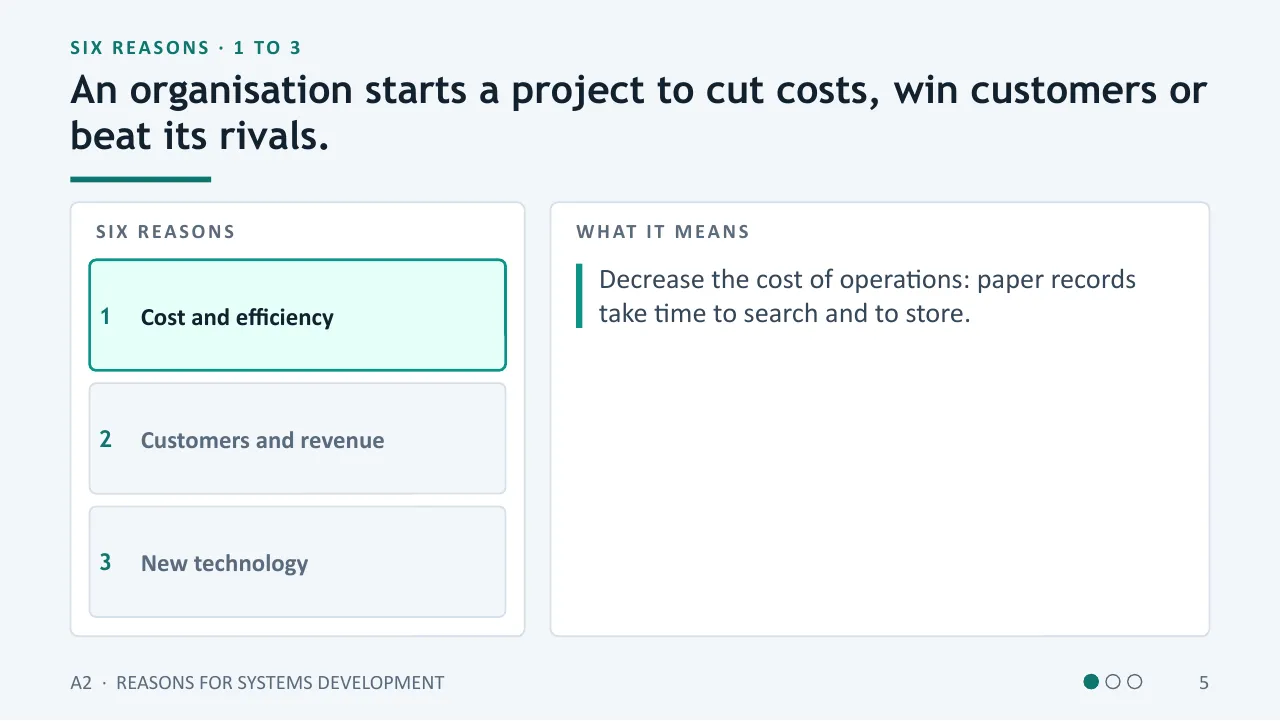 SIX REASONS · 1 TO 3
An organisation starts a project to cut costs, win customers or
beat its rivals.
SIX REASONS
1 Cost and efficiency
2 Customers and revenue
3 New technology
WHAT IT MEANS
Decrease the cost of operations: paper records
take time to search and to store.
A2 · REASONS FOR SYSTEMS DEVELOPMENT
5